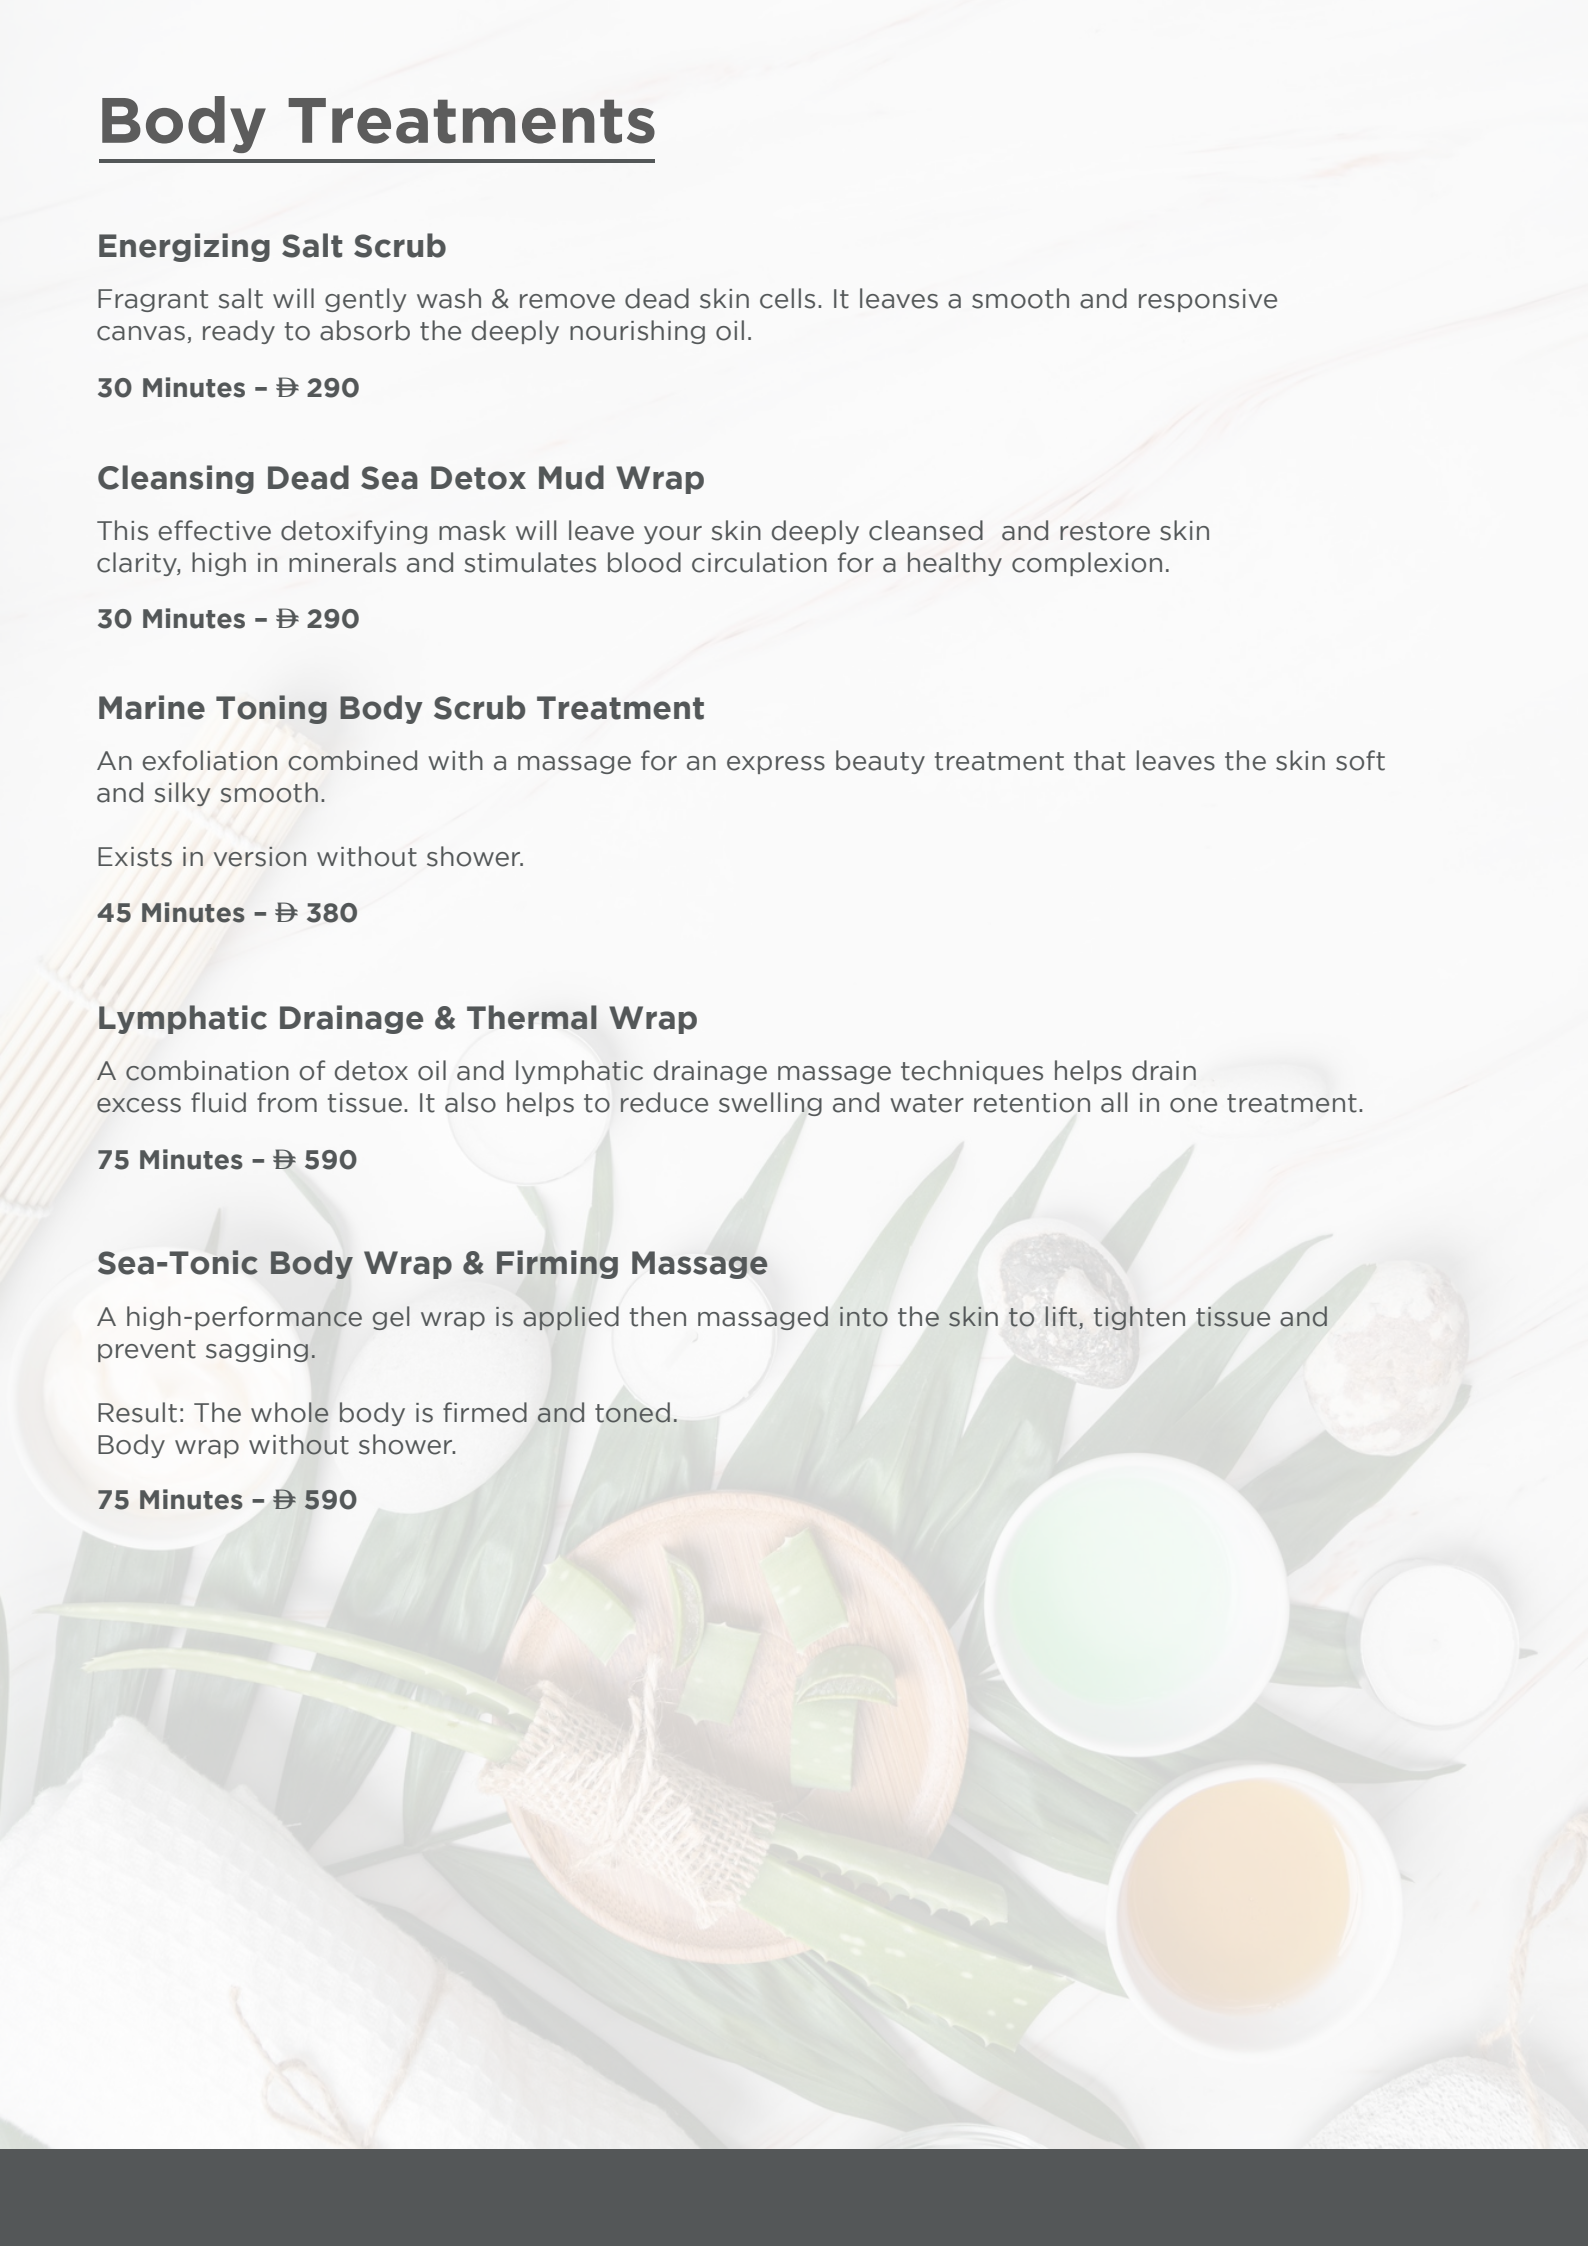 Body Treatments
Energizing Salt Scrub
Fragrant salt will gently wash & remove dead skin cells. It leaves a smooth and responsive
canvas, ready to absorb the deeply nourishing oil.
30 Minutes – 290
Cleansing Dead Sea Detox Mud Wrap
This effective detoxifying mask will leave your skin deeply cleansed  and restore skin
clarity, high in minerals and stimulates blood circulation for a healthy complexion.
30 Minutes – 290
Marine Toning Body Scrub Treatment
An exfoliation combined with a massage for an express beauty treatment that leaves the skin soft
and silky smooth.
Exists in version without shower.
45 Minutes – 380
Lymphatic Drainage & Thermal Wrap
A combination of detox oil and lymphatic drainage massage techniques helps drain
excess fluid from tissue. It also helps to reduce swelling and water retention all in one treatment.
75 Minutes – 590
Sea-Tonic Body Wrap & Firming Massage
A high-performance gel wrap is applied then massaged into the skin to lift, tighten tissue and
prevent sagging.
Result: The whole body is firmed and toned.
Body wrap without shower.
75 Minutes – 590